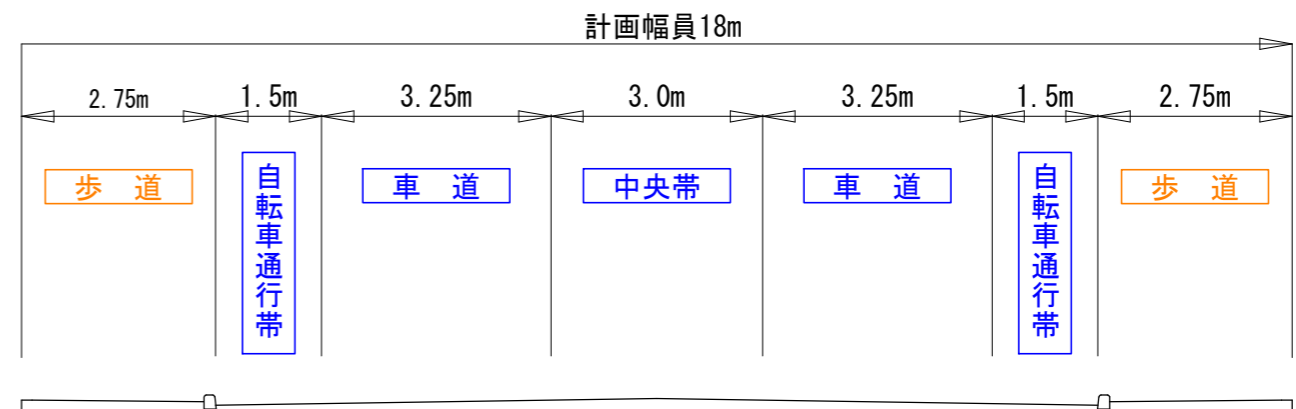 計画幅員18m
2.75m 1.5m 3.25m 3.0m 3.25m 1.5m 2.75m
歩 道 自転車通行帯 車 道 中央帯 車 道 自転車通行帯 歩 道